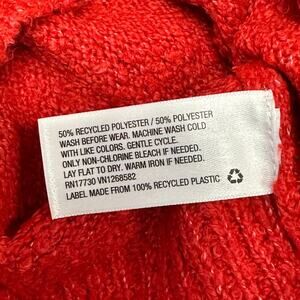 50% RECYCLED POLYESTER / 50% POLYESTER
WASH BEFORE WEAR. MACHINE WASH COLD
WITH LIKE COLORS. GENTLE CYCLE.
ONLY NON-CHLORINE BLEACH IF NEEDED.
LAY FLAT TO DRY. WARM IRON IF NEEDED.
RN17730 VN1268582
LABEL MADE FROM 100% RECYCLED PLASTIC